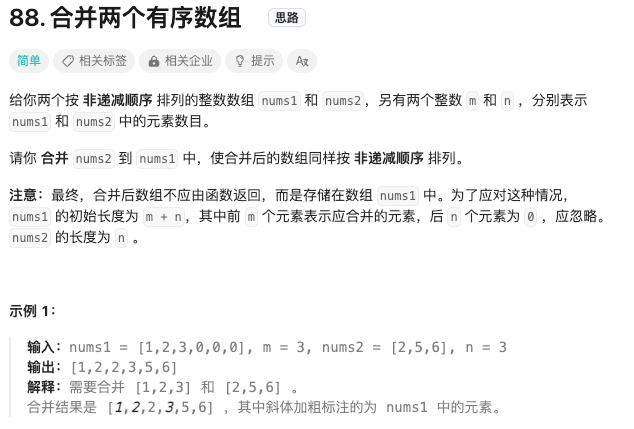 88. 合并两个有序数组 思路
简单 相关标签 相关企业 提示
给你两个按 非递减顺序 排列的整数数组 nums1 和 nums2，另有两个整数 m 和 n ，分别表示
nums1 和 nums2 中的元素数目。
请你 合并 nums2 到 nums1 中，使合并后的数组同样按 非递减顺序 排列。
注意：最终，合并后数组不应由函数返回，而是存储在数组 nums1 中。为了应对这种情况，
nums1 的初始长度为 m + n，其中前 m 个元素表示应合并的元素，后 n 个元素为 0 ，应忽略。
nums2 的长度为 n 。
示例 1：
输入：nums1 = [1,2,3,0,0,0], m = 3, nums2 = [2,5,6], n = 3
输出：[1,2,2,3,5,6]
解释：需要合并 [1,2,3] 和 [2,5,6] 。
合并结果是 [1,2,2,3,5,6] ，其中斜体加粗标注的为 nums1 中的元素。